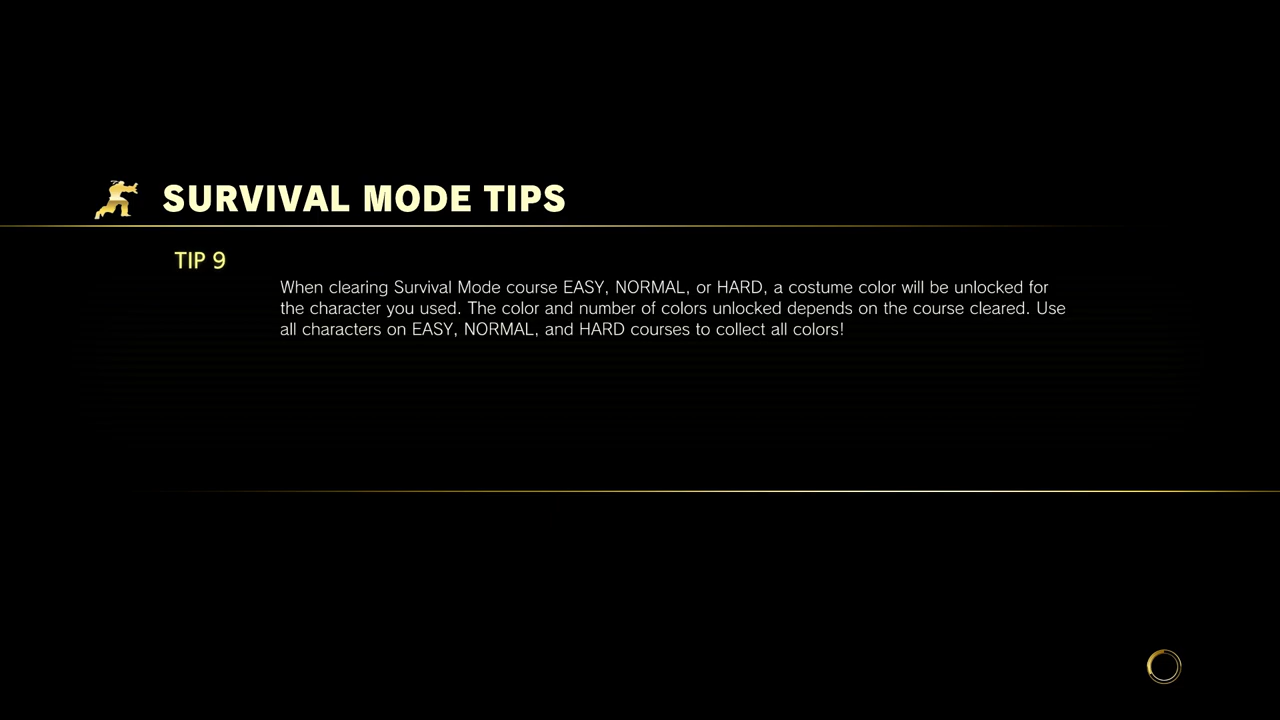 SURVIVAL MODE TIPS
TIP 9
When clearing Survival Mode course EASY, NORMAL, or HARD, a costume color will be unlocked for
the character you used. The color and number of colors unlocked depends on the course cleared. Use
all characters on EASY, NORMAL, and HARD courses to collect all colors!